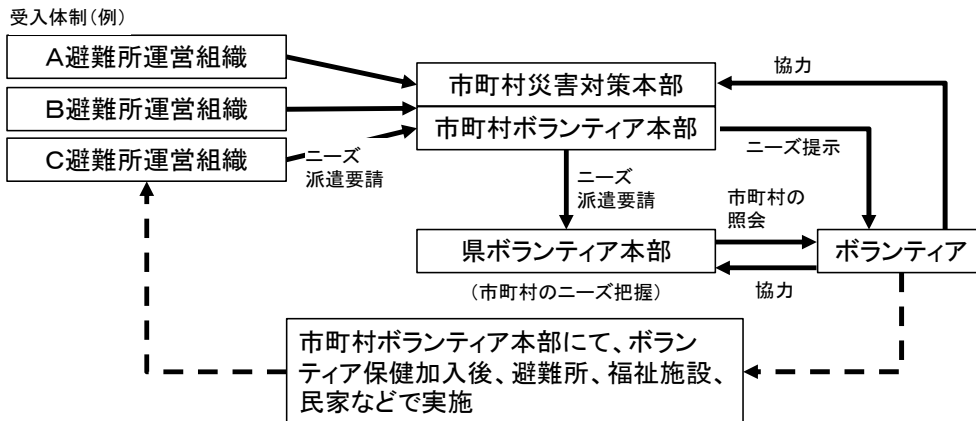 受入体制（例）
A避難所運営組織
B避難所運営組織
C避難所運営組織
ニーズ
派遣要請
市町村災害対策本部
市町村ボランティア本部
協力
ニーズ提示
ニーズ
派遣要請
市町村の
照会
県ボランティア本部
ボランティア
（市町村のニーズ把握）
協力
市町村ボランティア本部にて、ボラン
ティア保健加入後、避難所、福祉施設、
民家などで実施